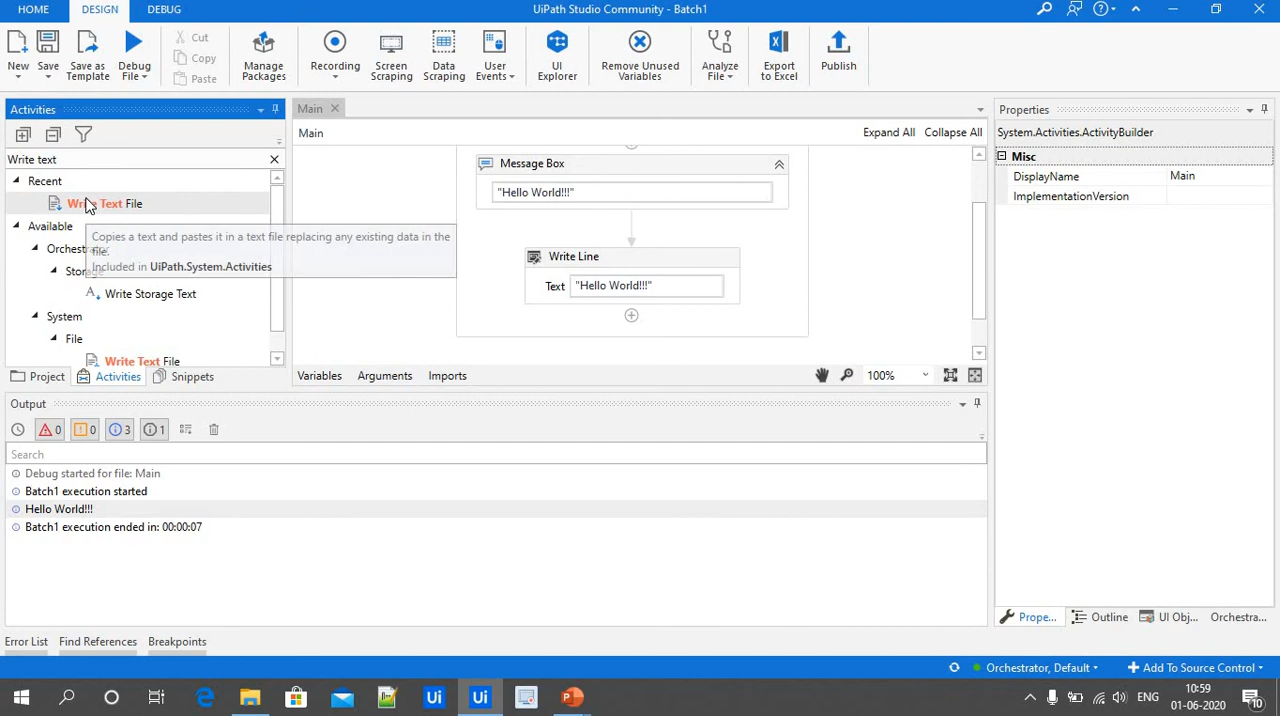 HOME DESIGN DEBUG UiPath Studio Community - Batch1
New Save Save as Template Debug File Cut Copy Paste Manage Packages Recording Screen Scraping Data Scraping User Events UI Explorer Remove Unused Variables Analyze File Export to Excel Publish
Activities
Write text
Recent
Write Text File
Available
Copies a text and pastes it in a text file replacing any existing data in the
file.
Included in UiPath.System.Activities
Write Storage Text
System
File
Write Text File
Project Activities Snippets
Main
Main Expand All Collapse All
Message Box
"Hello World!!!"
Write Line
Text "Hello World!!!"
Variables Arguments Imports 100%
Properties
System.Activities.ActivityBuilder
Misc
DisplayName Main
ImplementationVersion
Output
0 0 3 1
Search
Debug started for file: Main
Batch1 execution started
Hello World!!!
Batch1 execution ended in: 00:00:07
Prope... Outline UI Obj... Orchestra...
Error List Find References Breakpoints
Orchestrator, Default Add To Source Control
Ui Ui ENG 10:59
01-06-2020 10